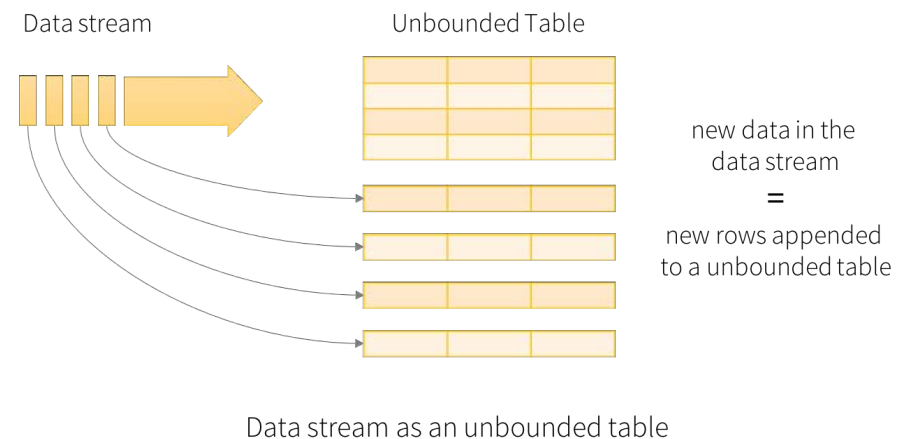 Data stream
Unbounded Table
new data in the
data stream
=
new rows appended
to a unbounded table
Data stream as an unbounded table